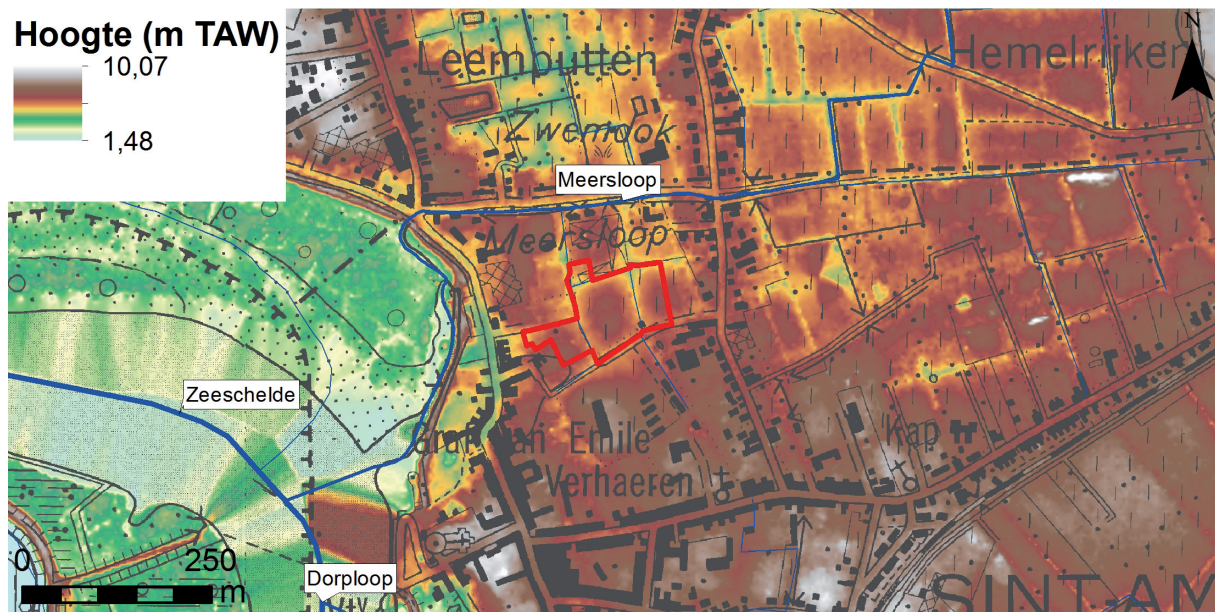 Hoogte (m TAW)
10,07
1,48
Leemputten
Hemelrijken
N
Zwemdok
Meersloop
Meersloop
Zeeschelde
Graf van Emile
Verhaeren
Kap
0
250
m
Dorploop
SINT-AM